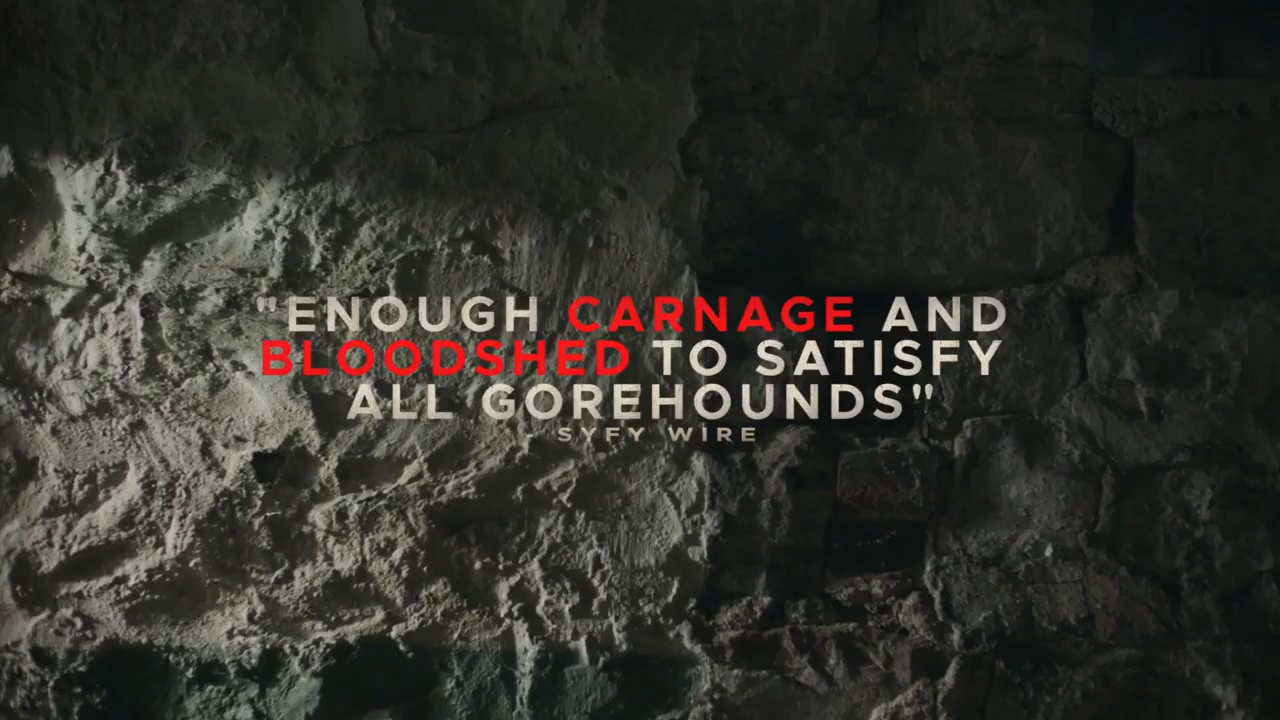 "ENOUGH CARNAGE AND
BLOODSHED TO SATISFY
ALL GOREHOUNDS"
SYFY WIRE